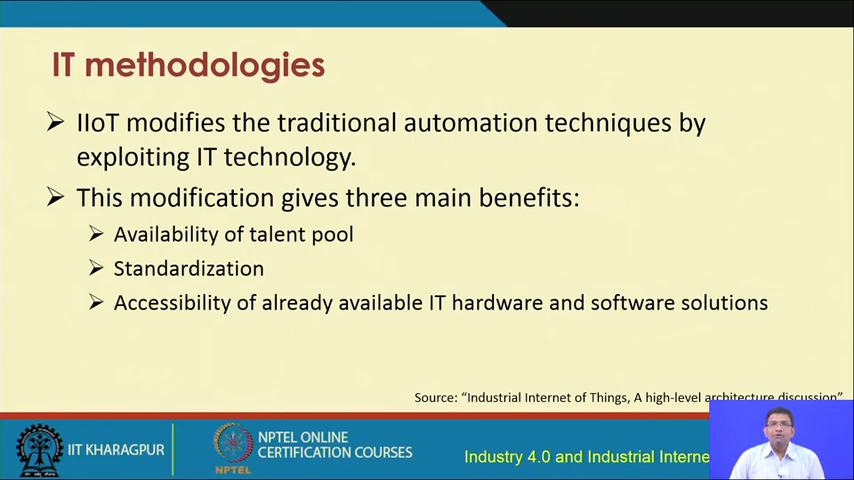 IT methodologies
➢ IIoT modifies the traditional automation techniques by
exploiting IT technology.
➢ This modification gives three main benefits:
➢ Availability of talent pool
➢ Standardization
➢ Accessibility of already available IT hardware and software solutions
Source: “Industrial Internet of Things, A high-level architecture discussion”
IIT KHARAGPUR
NPTEL
NPTEL ONLINE
CERTIFICATION COURSES
Industry 4.0 and Industrial Interne